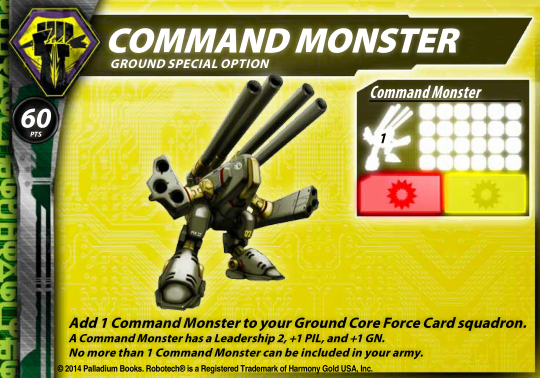 COMMAND MONSTER
GROUND SPECIAL OPTION
60
PTS
Command Monster
1
Add 1 Command Monster to your Ground Core Force Card squadron.
A Command Monster has a Leadership 2, +1 PIL, and +1 GN.
No more than 1 Command Monster can be included in your army.
© 2014 Palladium Books. Robotech® is a Registered Trademark of Harmony Gold USA, Inc.